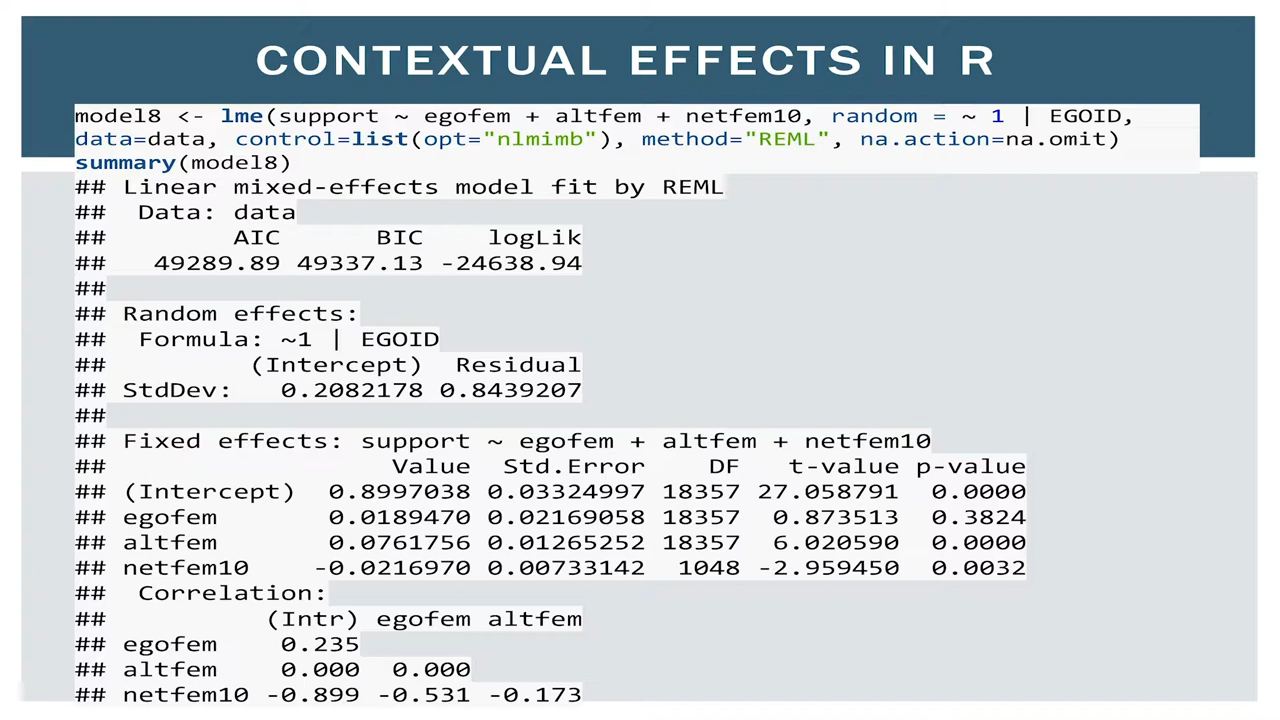 CONTEXTUAL EFFECTS IN R
model8 <- lme(support ~ egofem + altfem + netfem10, random = ~ 1 | EGOID,
data=data, control=list(opt="nlmimb"), method="REML", na.action=na.omit)
summary(model8)
## Linear mixed-effects model fit by REML
##  Data: data
##        AIC      BIC    logLik
##   49289.89 49337.13 -24638.94
##
## Random effects:
##  Formula: ~1 | EGOID
##         (Intercept)  Residual
## StdDev:   0.2082178 0.8439207
##
## Fixed effects: support ~ egofem + altfem + netfem10
##                  Value  Std.Error    DF   t-value p-value
## (Intercept)  0.8997038 0.03324997 18357 27.058791  0.0000
## egofem       0.0189470 0.02169058 18357  0.873513  0.3824
## altfem       0.0761756 0.01265252 18357  6.020590  0.0000
## netfem10    -0.0216970 0.00733142  1048 -2.959450  0.0032
##  Correlation:
##          (Intr) egofem altfem
## egofem    0.235
## altfem    0.000  0.000
## netfem10 -0.899 -0.531 -0.173